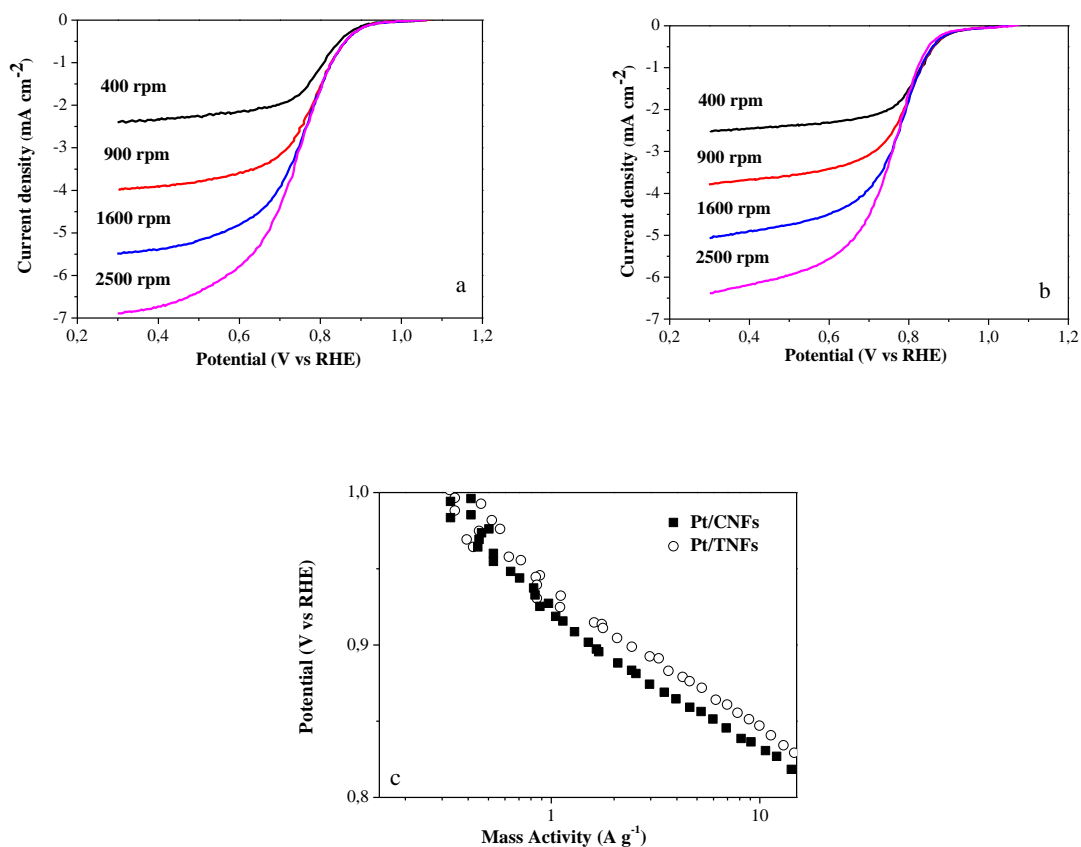 0
-1
-2
-3
-4
-5
-6
-7
0,2 0,4 0,6 0,8 1,0 1,2
Current density (mA cm-2)
Potential (V vs RHE)
400 rpm
900 rpm
1600 rpm
2500 rpm
a
0
-1
-2
-3
-4
-5
-6
-7
0,2 0,4 0,6 0,8 1,0 1,2
Current density (mA cm-2)
Potential (V vs RHE)
400 rpm
900 rpm
1600 rpm
2500 rpm
b
1,0
0,9
0,8
Potential (V vs RHE)
Pt/CNFs
Pt/TNFs
c
1 10
Mass Activity (A g-1)